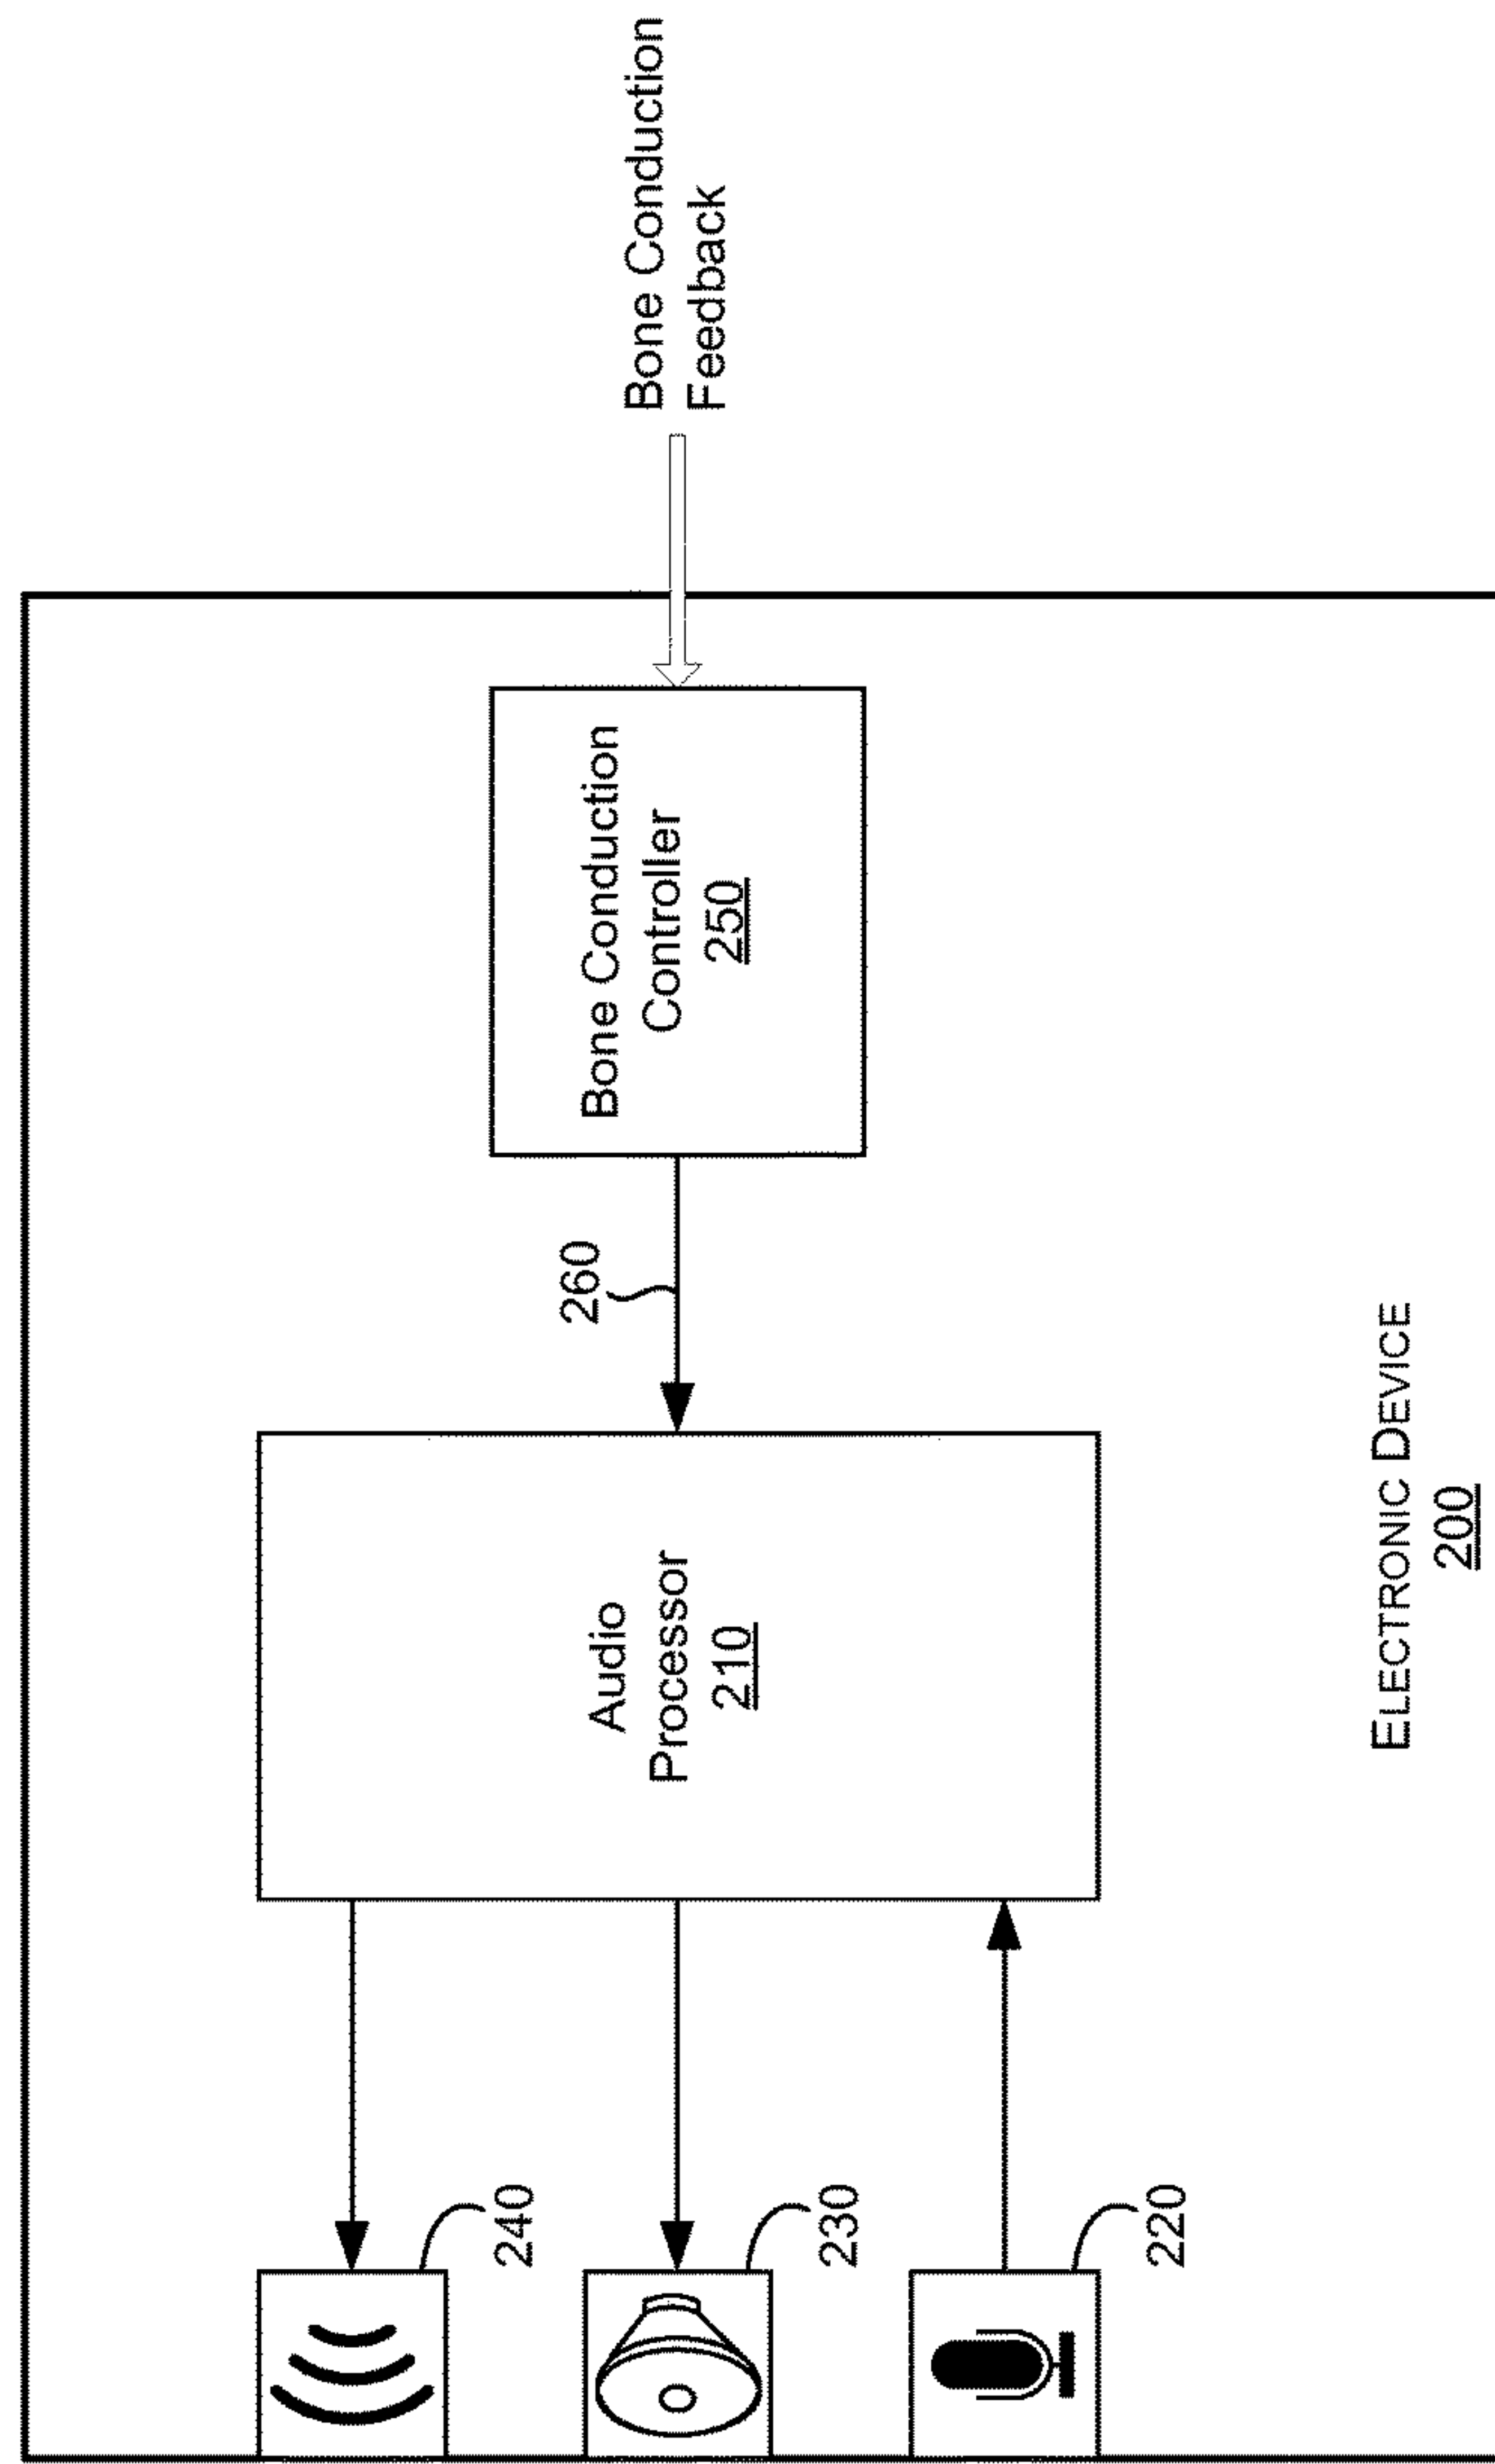 240
230
220
Audio
Processor
210
260
Bone Conduction
Controller
250
Bone Conduction
Feedback
ELECTRONIC DEVICE
200